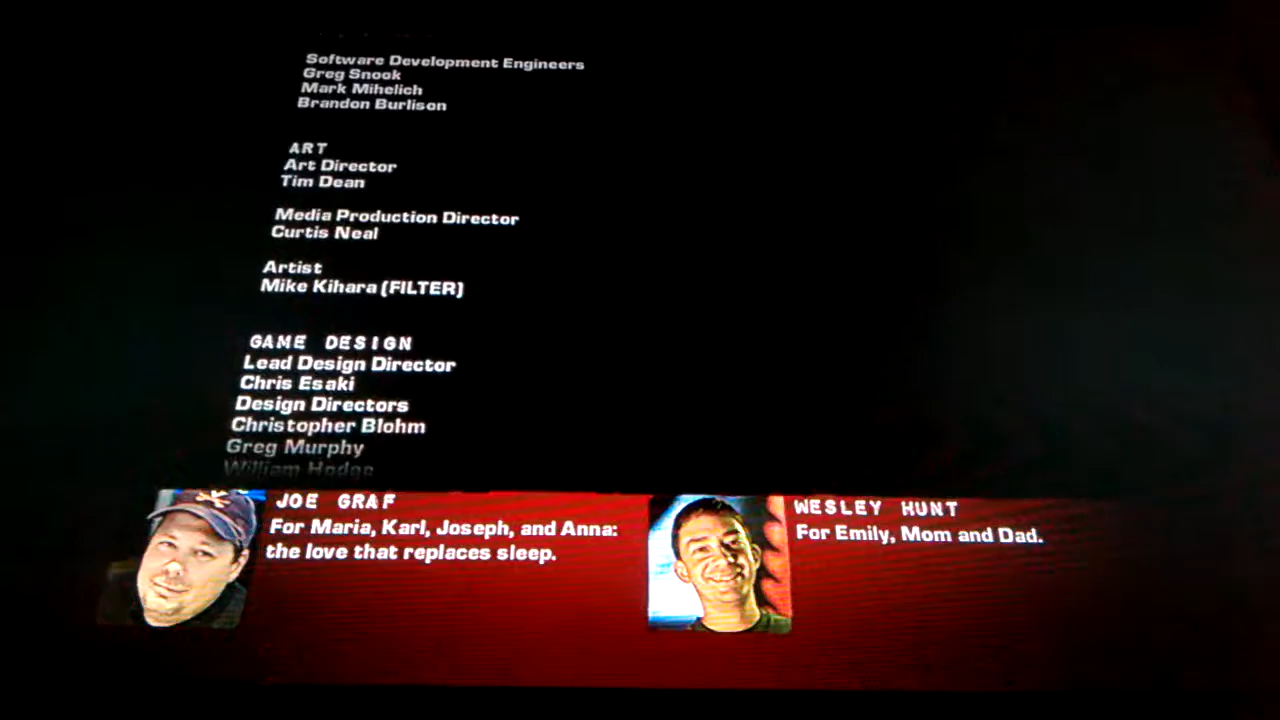 Software Development Engineers
Greg Snook
Mark Mihelich
Brandon Burlison
ART
Art Director
Tim Dean
Media Production Director
Curtis Neal
Artist
Mike Kihara (FILTER)
GAME DESIGN
Lead Design Director
Chris Esaki
Design Directors
Christopher Blohm
Greg Murphy
William Hodge
JOE GRAF
For Maria, Karl, Joseph, and Anna:
the love that replaces sleep.
WESLEY HUNT
For Emily, Mom and Dad.